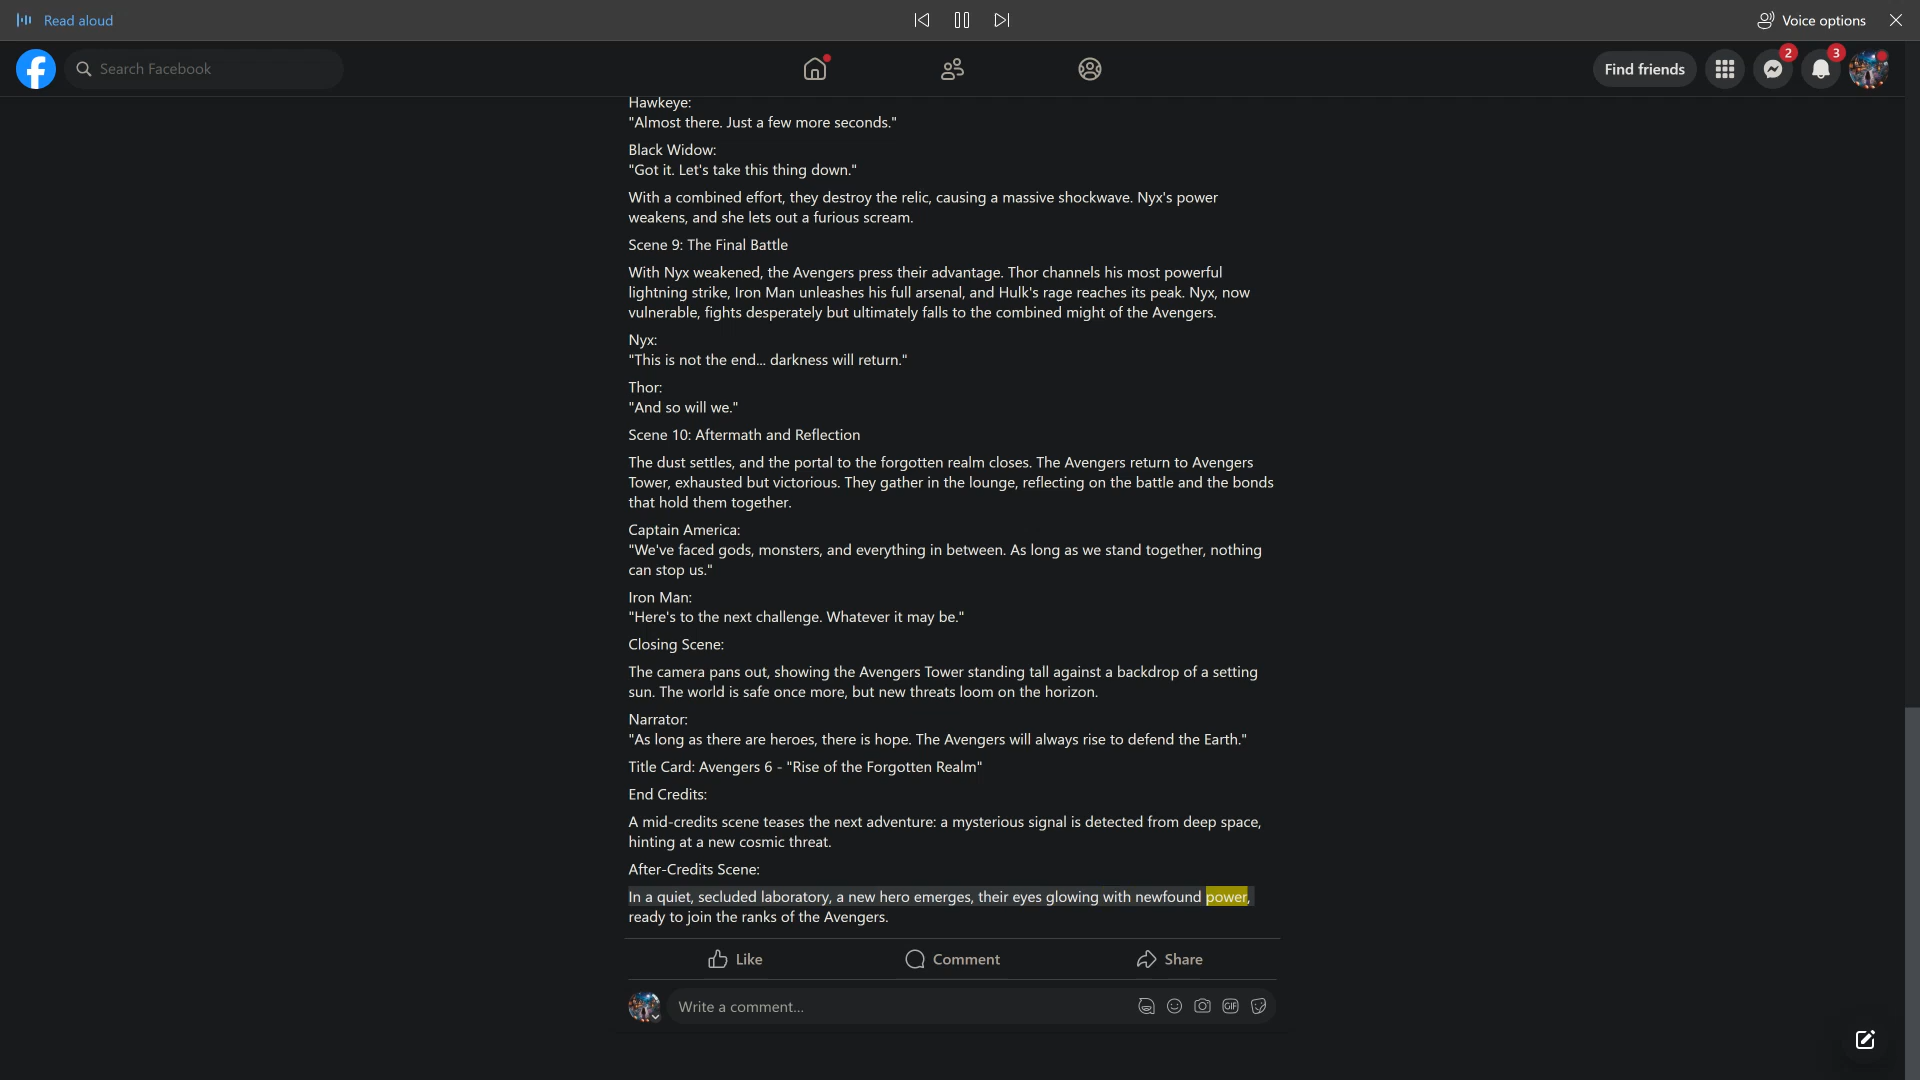 Read aloud
Voice options
Search Facebook
Find friends
2
3
Hawkeye:
"Almost there. Just a few more seconds."
Black Widow:
"Got it. Let's take this thing down."
With a combined effort, they destroy the relic, causing a massive shockwave. Nyx's power
weakens, and she lets out a furious scream.
Scene 9: The Final Battle
With Nyx weakened, the Avengers press their advantage. Thor channels his most powerful
lightning strike, Iron Man unleashes his full arsenal, and Hulk's rage reaches its peak. Nyx, now
vulnerable, fights desperately but ultimately falls to the combined might of the Avengers.
Nyx:
"This is not the end... darkness will return."
Thor:
"And so will we."
Scene 10: Aftermath and Reflection
The dust settles, and the portal to the forgotten realm closes. The Avengers return to Avengers
Tower, exhausted but victorious. They gather in the lounge, reflecting on the battle and the bonds
that hold them together.
Captain America:
"We've faced gods, monsters, and everything in between. As long as we stand together, nothing
can stop us."
Iron Man:
"Here's to the next challenge. Whatever it may be."
Closing Scene:
The camera pans out, showing the Avengers Tower standing tall against a backdrop of a setting
sun. The world is safe once more, but new threats loom on the horizon.
Narrator:
"As long as there are heroes, there is hope. The Avengers will always rise to defend the Earth."
Title Card: Avengers 6 - "Rise of the Forgotten Realm"
End Credits:
A mid-credits scene teases the next adventure: a mysterious signal is detected from deep space,
hinting at a new cosmic threat.
After-Credits Scene:
In a quiet, secluded laboratory, a new hero emerges, their eyes glowing with newfound power,
ready to join the ranks of the Avengers.
Like
Comment
Share
Write a comment...
GIF